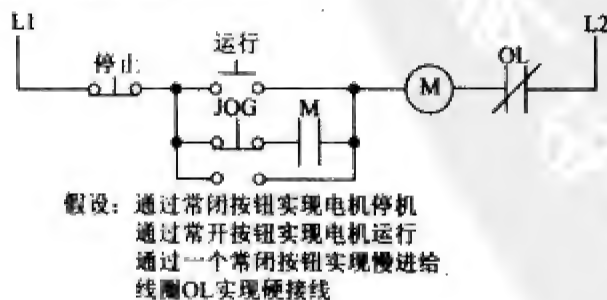 L1
L2
运行
停止
OL
M
JOG
M
假设：通过常闭按钮实现电机停机
通过常开按钮实现电机运行
通过一个常闭按钮实现慢进给
线圈OL实现硬接线